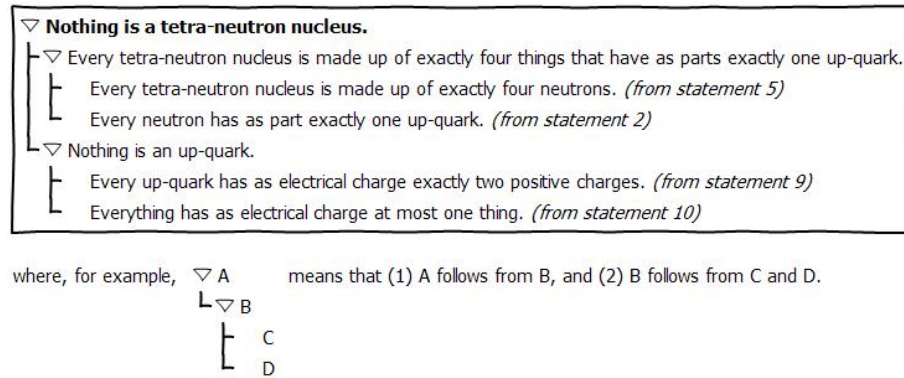 Nothing is a tetra-neutron nucleus.
Every tetra-neutron nucleus is made up of exactly four things that have as parts exactly one up-quark.
Every tetra-neutron nucleus is made up of exactly four neutrons. (from statement 5)
Every neutron has as part exactly one up-quark. (from statement 2)
Nothing is an up-quark.
Every up-quark has as electrical charge exactly two positive charges. (from statement 9)
Everything has as electrical charge at most one thing. (from statement 10)
where, for example, A means that (1) A follows from B, and (2) B follows from C and D.
B
C
D